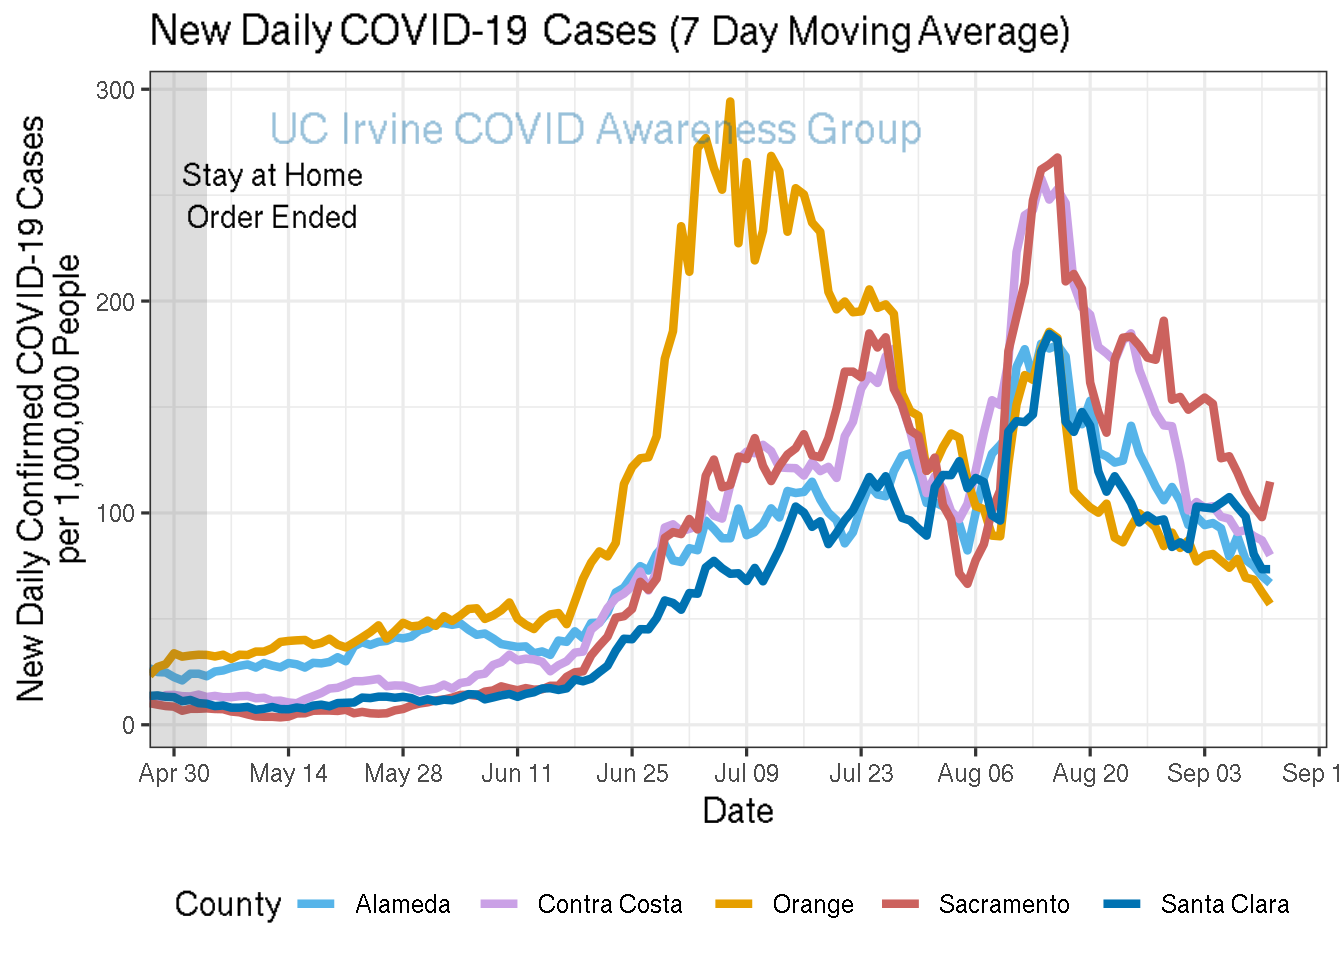 New Daily COVID-19 Cases (7 Day Moving Average)
UC Irvine COVID Awareness Group
Stay at Home
Order Ended
New Daily Confirmed COVID-19 Cases
per 1,000,000 People
300
200
100
0
Apr 30 May 14 May 28 Jun 11 Jun 25 Jul 09 Jul 23 Aug 06 Aug 20 Sep 03 Sep 1
Date
County Alameda Contra Costa Orange Sacramento Santa Clara